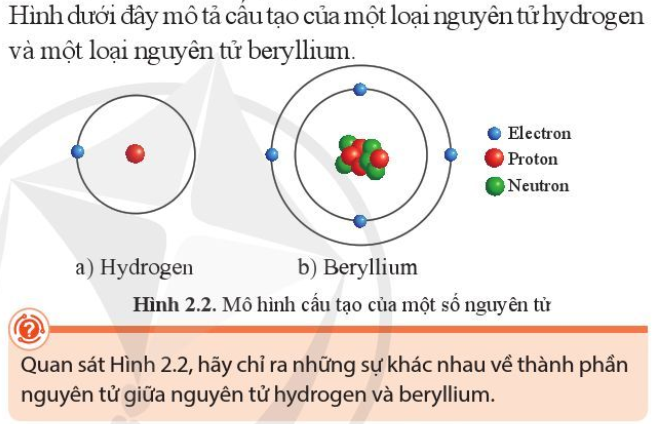 Hình dưới đây mô tả cấu tạo của một loại nguyên tử hydrogen
và một loại nguyên tử beryllium.
Electron
Proton
Neutron
a) Hydrogen
b) Beryllium
Hình 2.2. Mô hình cấu tạo của một số nguyên tử
Quan sát Hình 2.2, hãy chỉ ra những sự khác nhau về thành phần
nguyên tử giữa nguyên tử hydrogen và beryllium.